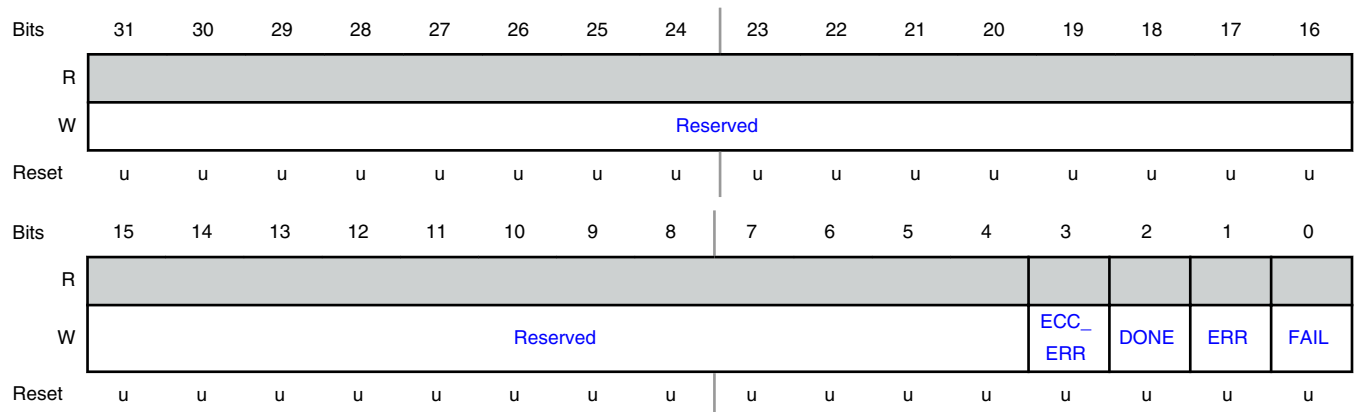 Bits 31 30 29 28 27 26 25 24 23 22 21 20 19 18 17 16
R
W Reserved
Reset u u u u u u u u u u u u u u u u
Bits 15 14 13 12 11 10 9 8 7 6 5 4 3 2 1 0
R
W Reserved ECC_ DONE ERR FAIL
ERR
Reset u u u u u u u u u u u u u u u u